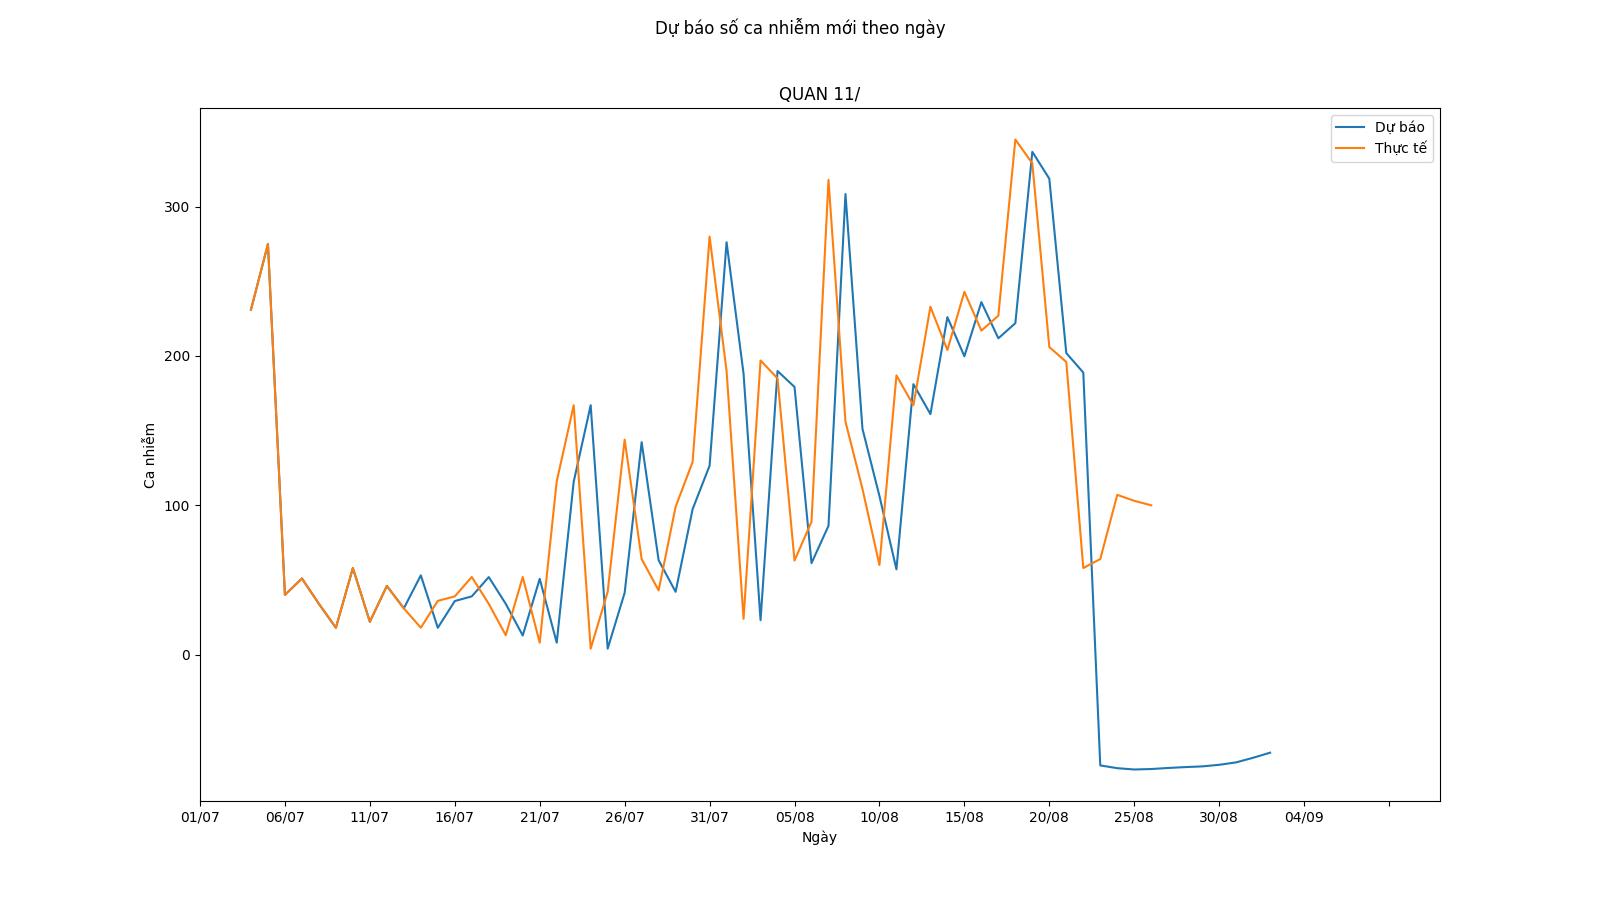 Dự báo số ca nhiễm mới theo ngày
QUAN 11/
Dự báo
Thực tế
300
200
100
0
Ca nhiễm
01/07 06/07 11/07 16/07 21/07 26/07 31/07 05/08 10/08 15/08 20/08 25/08 30/08 04/09
Ngày